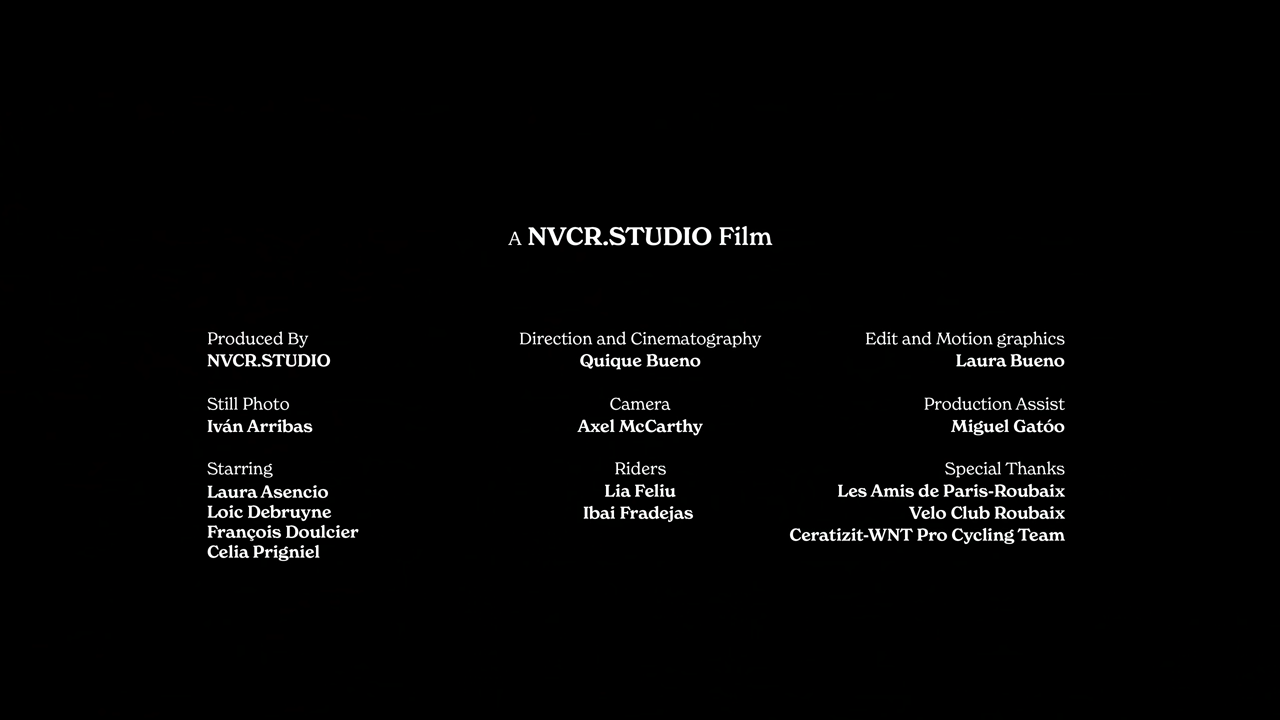 A NVCR.STUDIO Film
Produced By
NVCR.STUDIO
Still Photo
Iván Arribas
Starring
Laura Asencio
Loic Debruyne
François Doulcier
Celia Prigniel
Direction and Cinematography
Quique Bueno
Camera
Axel McCarthy
Riders
Lia Feliu
Ibai Fradejas
Edit and Motion graphics
Laura Bueno
Production Assist
Miguel Gatóo
Special Thanks
Les Amis de Paris-Roubaix
Velo Club Roubaix
Ceratizit-WNT Pro Cycling Team